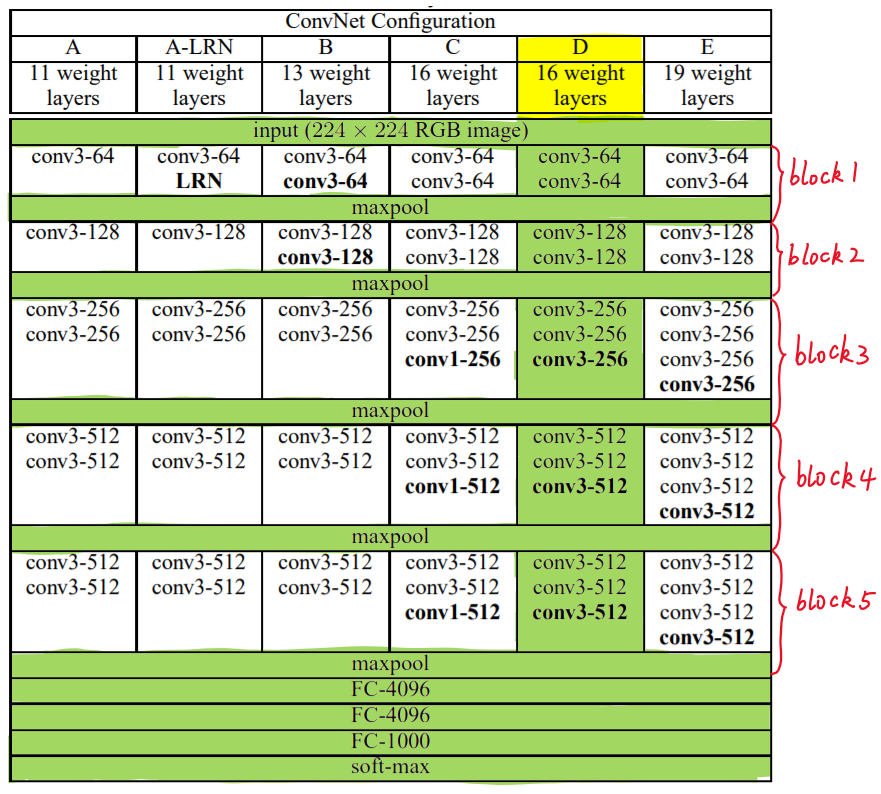 ConvNet Configuration
A A-LRN B C D E
11 weight layers 11 weight layers 13 weight layers 16 weight layers 16 weight layers 19 weight layers
input (224 × 224 RGB image)
conv3-64 conv3-64 conv3-64 conv3-64 conv3-64 conv3-64
LRN conv3-64 conv3-64 conv3-64 conv3-64
block 1
maxpool
conv3-128 conv3-128 conv3-128 conv3-128 conv3-128 conv3-128
conv3-128 conv3-128 conv3-128 conv3-128
block 2
maxpool
conv3-256 conv3-256 conv3-256 conv3-256 conv3-256 conv3-256
conv3-256 conv3-256 conv3-256 conv3-256 conv3-256 conv3-256
conv1-256 conv3-256 conv3-256
block3
conv3-256
maxpool
conv3-512 conv3-512 conv3-512 conv3-512 conv3-512 conv3-512
conv3-512 conv3-512 conv3-512 conv3-512 conv3-512 conv3-512
conv1-512 conv3-512 conv3-512
block4
conv3-512
maxpool
conv3-512 conv3-512 conv3-512 conv3-512 conv3-512 conv3-512
conv3-512 conv3-512 conv3-512 conv3-512 conv3-512 conv3-512
conv1-512 conv3-512 conv3-512
block5
conv3-512
maxpool
FC-4096
FC-4096
FC-1000
soft-max